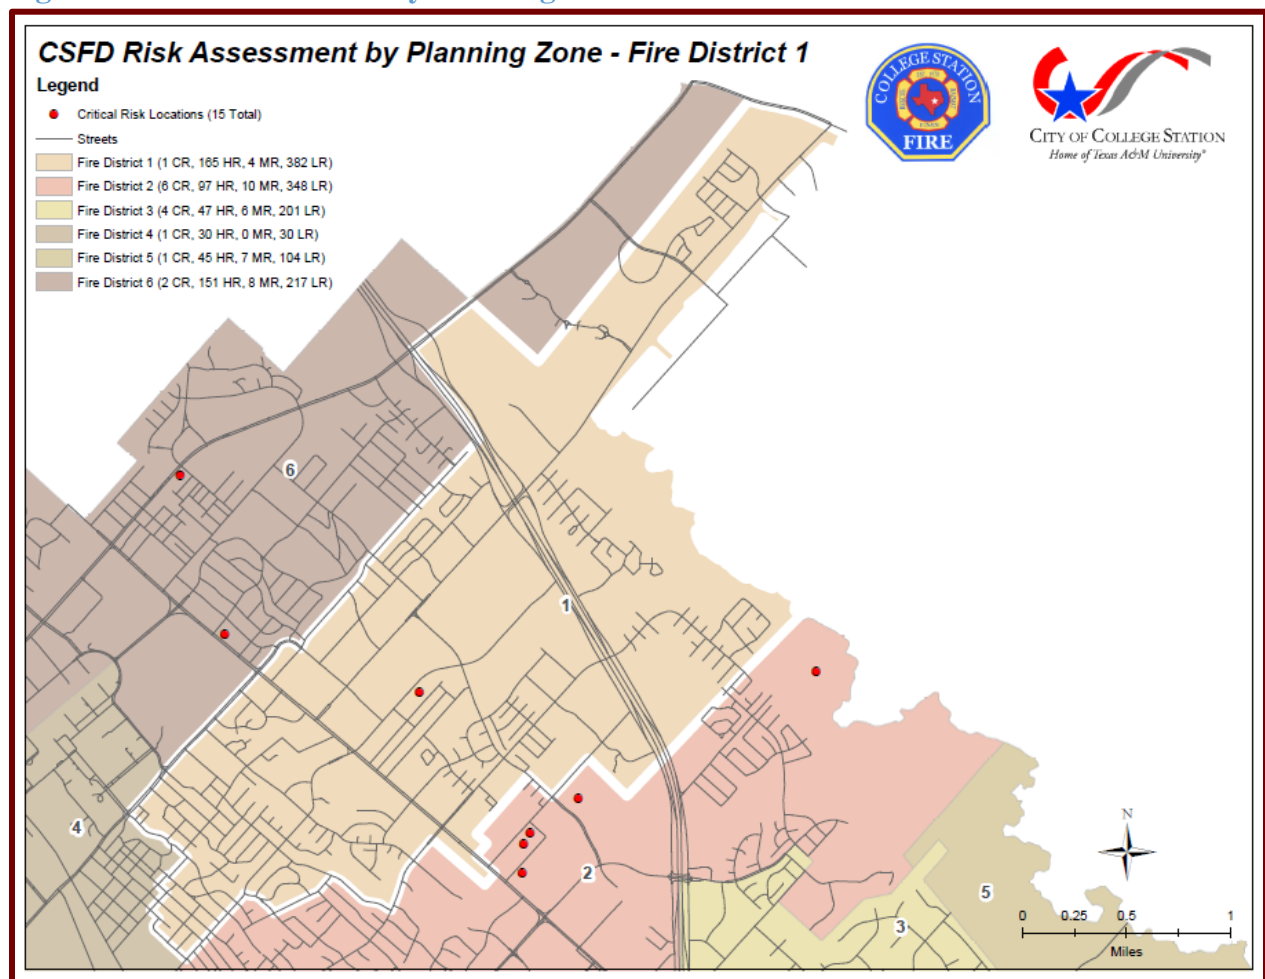 CSFD Risk Assessment by Planning Zone - Fire District 1
Legend
Critical Risk Locations (15 Total)
Streets
Fire District 1 (1 CR, 165 HR, 4 MR, 382 LR)
Fire District 2 (6 CR, 97 HR, 10 MR, 348 LR)
Fire District 3 (4 CR, 47 HR, 6 MR, 201 LR)
Fire District 4 (1 CR, 30 HR, 0 MR, 30 LR)
Fire District 5 (1 CR, 45 HR, 7 MR, 104 LR)
Fire District 6 (2 CR, 151 HR, 8 MR, 217 LR)
COLLEGE STATION
FIRE
CITY OF COLLEGE STATION
Home of Texas A&M University®
6
1
4
2
5
3
N
0 0.25 0.5 1
Miles